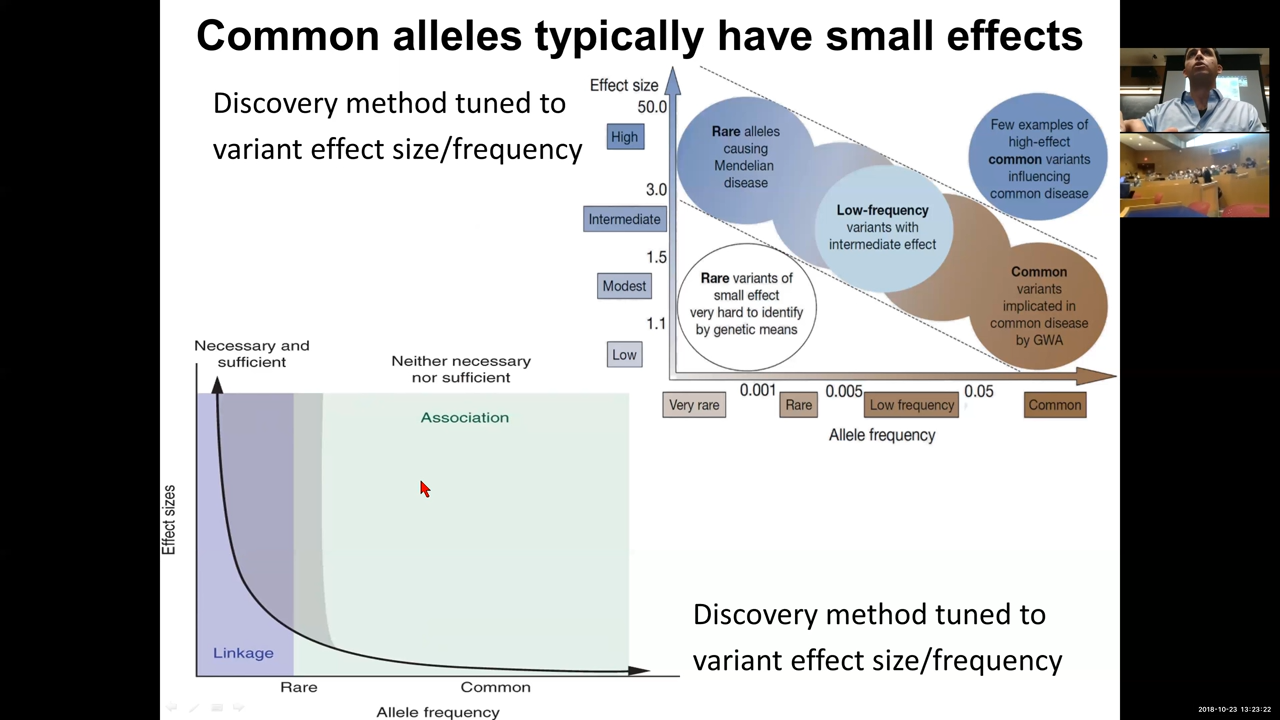 Common alleles typically have small effects
Discovery method tuned to
variant effect size/frequency
Effect size
50.0
High
3.0
Intermediate
1.5
Modest
1.1
Low
Rare alleles
causing
Mendelian
disease
Few examples of
high-effect
common variants
influencing
common disease
Low-frequency
variants with
intermediate effect
Rare variants of
small effect
very hard to identify
by genetic means
Common
variants
implicated in
common disease
by GWA
0.001
0.005
0.05
Very rare
Rare
Low frequency
Common
Allele frequency
Necessary and
sufficient
Neither necessary
nor sufficient
Association
Effect sizes
Linkage
Rare
Common
Allele frequency
Discovery method tuned to
variant effect size/frequency
2018-10-23 13:23:22